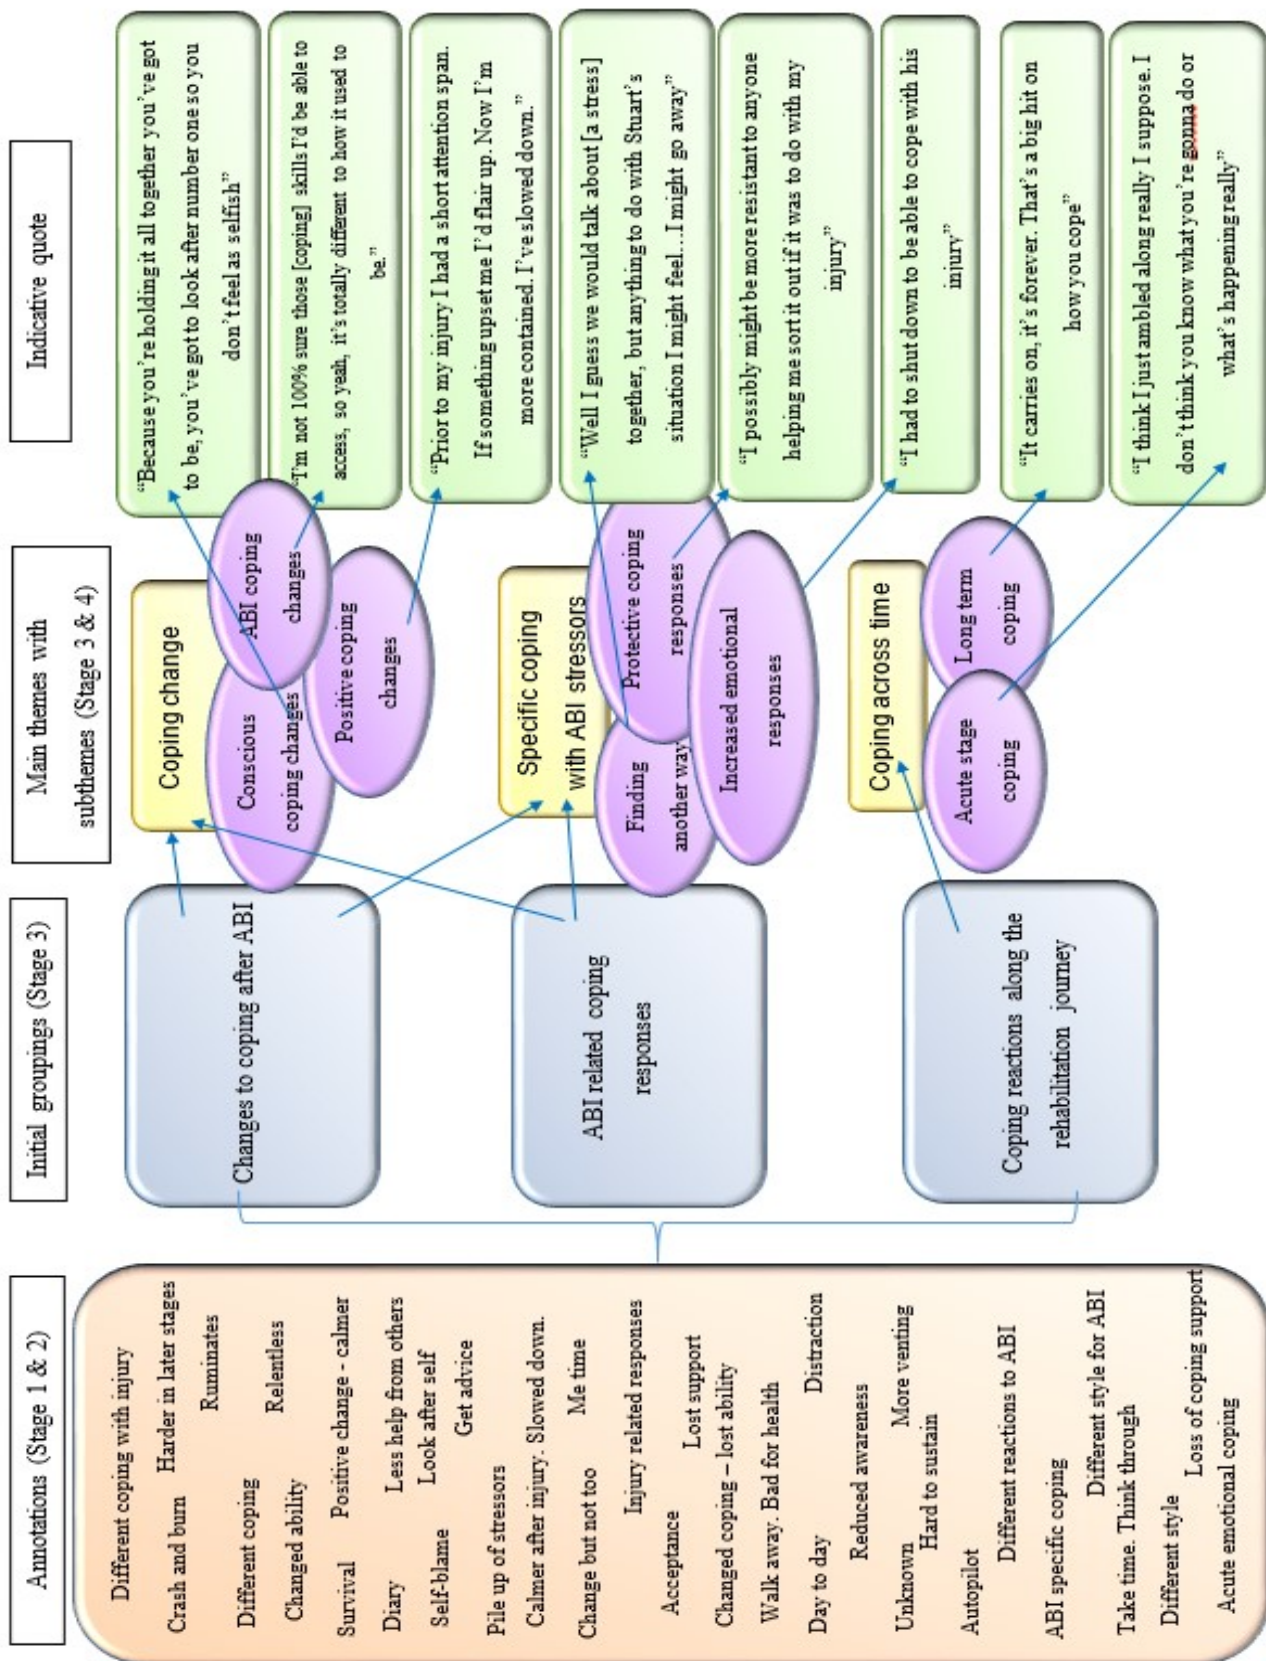 Annotations (Stage 1 & 2)
Different coping with injury
Crash and burn
Harder in later stages
Ruminates
Different coping
Relentless
Changed ability
Survival
Positive change - calmer
Diary
Less help from others
Self-blame
Look after self
Get advice
Pile up of stressors
Calmer after injury. Slowed down.
Change but not too
Me time
Injury related responses
Acceptance
Lost support
Changed coping – lost ability
Walk away. Bad for health
Day to day
Distraction
Reduced awareness
Unknown
More venting
Hard to sustain
Autopilot
Different reactions to ABI
ABI specific coping
Different style for ABI
Take time. Think through
Different style
Loss of coping support
Acute emotional coping
Initial groupings (Stage 3)
Changes to coping after ABI
ABI related coping
responses
Coping reactions along the
rehabilitation journey
Main themes with
subthemes (Stage 3 & 4)
Coping change
Conscious
coping changes
ABI coping
changes
Positive coping
changes
Specific coping
with ABI stressors
Finding
another way
Protective coping
responses
Increased emotional
responses
Coping across time
Acute stage
coping
Long term
coping
Indicative quote
“Because you’re holding it all together you’ve got
to be, you’ve got to look after number one so you
don’t feel as selfish”
“I’m not 100% sure those [coping] skills I’d be able to
access, so yeah, it’s totally different to how it used to
be.”
“Prior to my injury I had a short attention span.
If something upset me I’d flair up. Now I’m
more contained. I’ve slowed down.”
“Well I guess we would talk about [a stress]
together, but anything to do with Stuart’s
situation I might feel…I might go away”
“I possibly might be more resistant to anyone
helping me sort it out if it was to do with my
injury”
“I had to shut down to be able to cope with his
injury”
“It carries on, it’s forever. That’s a big hit on
how you cope”
“I think I just ambled along really I suppose. I
don’t think you know what you’re gonna do or
what’s happening really”